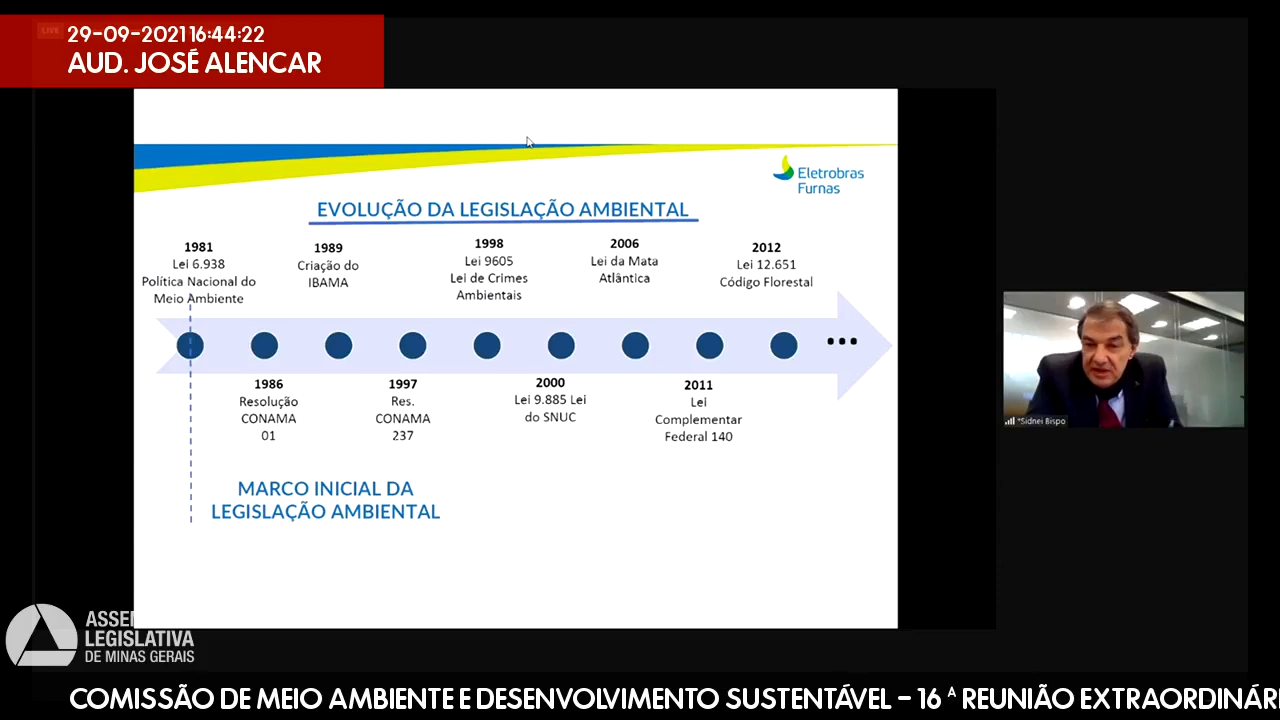 LIVE
29-09-2021 16:44:22
AUD. JOSÉ ALENCAR
Eletrobras
Furnas
EVOLUÇÃO DA LEGISLAÇÃO AMBIENTAL
1981
Lei 6.938
Política Nacional do
Meio Ambiente
1989
Criação do
IBAMA
1998
Lei 9605
Lei de Crimes
Ambientais
2006
Lei da Mata
Atlântica
2012
Lei 12.651
Código Florestal
...
1986
Resolução
CONAMA
01
1997
Res.
CONAMA
237
2000
Lei 9.885 Lei
do SNUC
2011
Lei
Complementar
Federal 140
MARCO INICIAL DA
LEGISLAÇÃO AMBIENTAL
*Sidnei Bispo
ASSEM
LEGISLATIVA
DE MINAS GERAIS
COMISSÃO DE MEIO AMBIENTE E DESENVOLVIMENTO SUSTENTÁVEL – 16 ª REUNIÃO EXTRAORDINÁRI